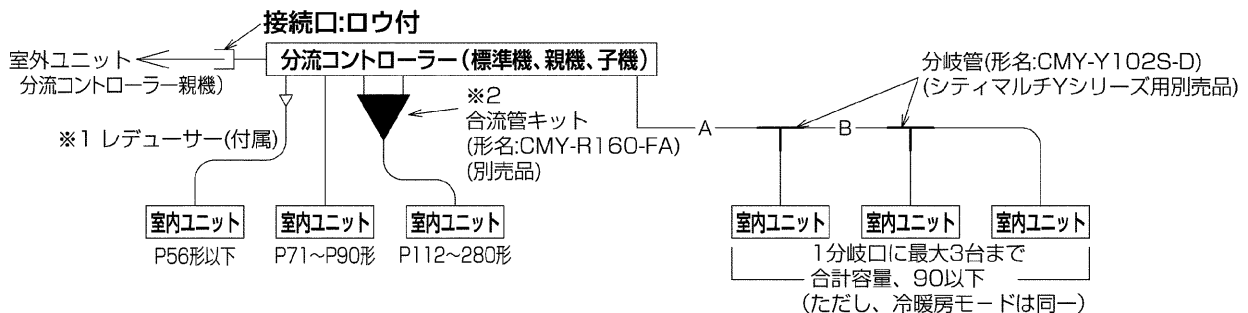 接続口:ロウ付
室外ユニット
分流コントローラー親機)
分流コントローラー(標準機、親機、子機)
※1 レデューサー(付属)
※2
合流管キット
(形名:CMY-R160-FA)
(別売品)
分岐管(形名:CMY-Y102S-D)
(シティマルチYシリーズ用別売品)
A
B
室内ユニット
P56形以下
室内ユニット
P71～P90形
室内ユニット
P112～280形
室内ユニット
室内ユニット
室内ユニット
1分岐口に最大3台まで
合計容量、90以下
(ただし、冷暖房モードは同一)